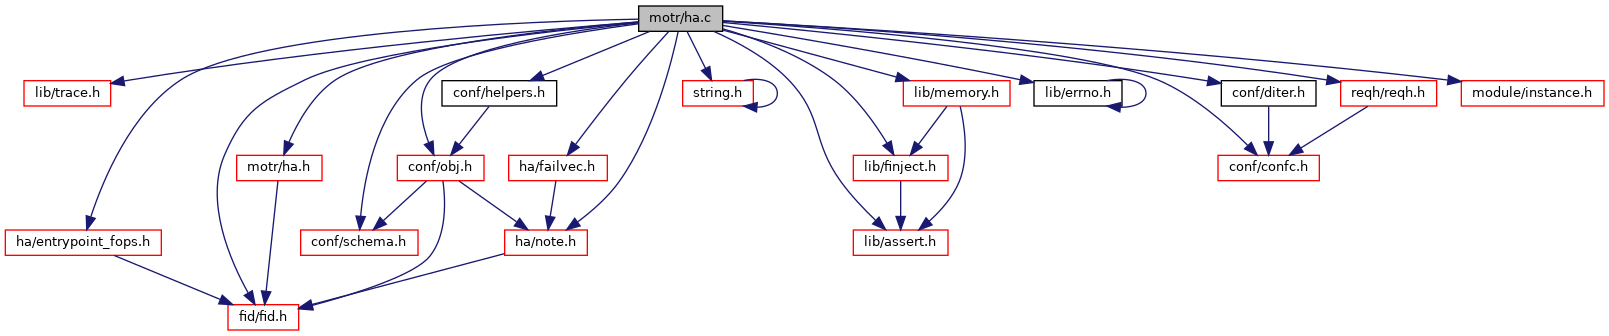 motr/ha.c
lib/trace.h
conf/helpers.h
string.h
lib/memory.h
lib/errno.h
conf/diter.h
reqh/reqh.h
module/instance.h
motr/ha.h
conf/obj.h
ha/failvec.h
lib/finject.h
conf/confc.h
ha/entrypoint_fops.h
conf/schema.h
ha/note.h
lib/assert.h
fid/fid.h